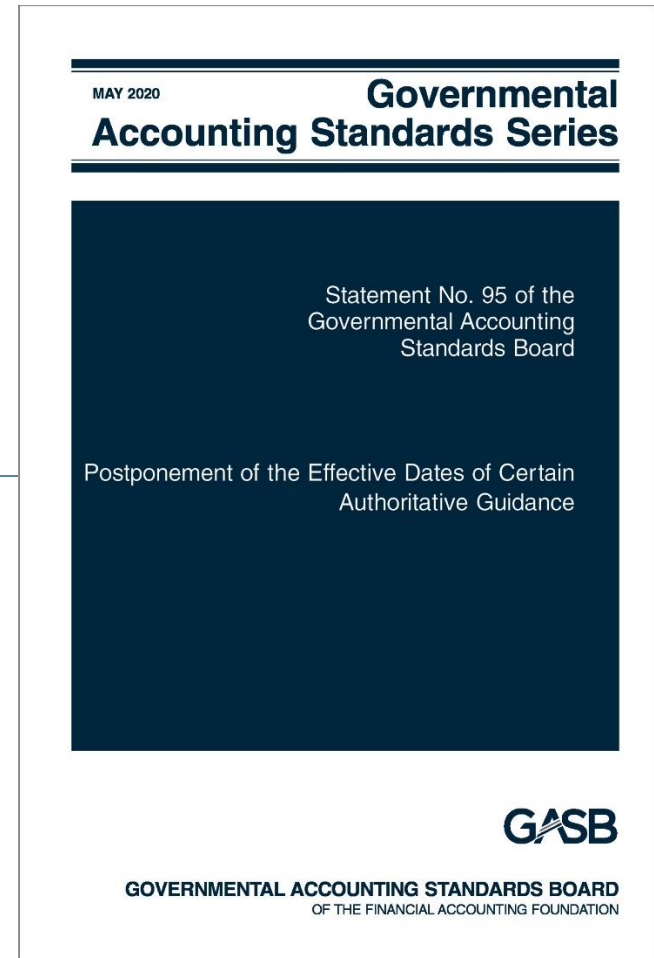 MAY 2020
Governmental
Accounting Standards Series
Statement No. 95 of the
Governmental Accounting
Standards Board
Postponement of the Effective Dates of Certain
Authoritative Guidance
GASB
GOVERNMENTAL ACCOUNTING STANDARDS BOARD
OF THE FINANCIAL ACCOUNTING FOUNDATION